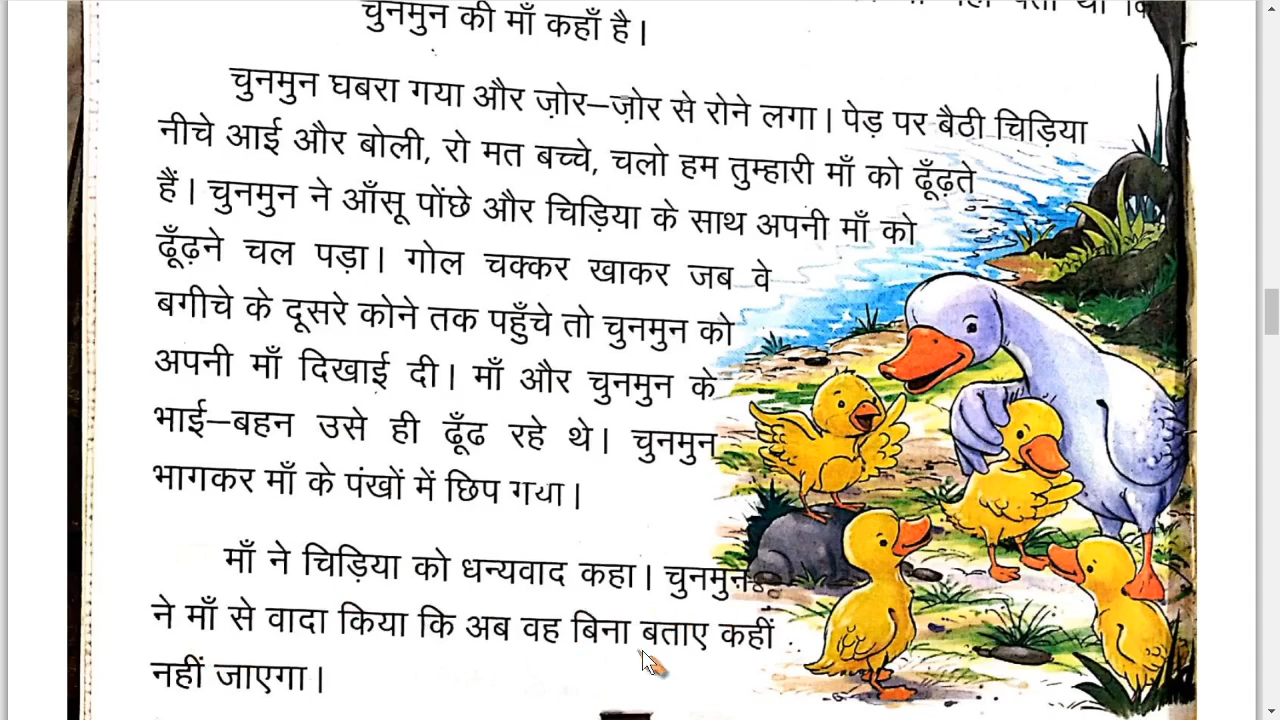 चुनमुन की माँ कहाँ है।
चुनमुन घबरा गया और ज़ोर–ज़ोर से रोने लगा। पेड़ पर बैठी चिड़िया
नीचे आई और बोली, रो मत बच्चे, चलो हम तुम्हारी माँ को ढूँढ़ते
हैं। चुनमुन ने आँसू पोंछे और चिड़िया के साथ अपनी माँ को
ढूँढ़ने चल पड़ा। गोल चक्कर खाकर जब वे
बगीचे के दूसरे कोने तक पहुँचे तो चुनमुन को
अपनी माँ दिखाई दी। माँ और चुनमुन के
भाई–बहन उसे ही ढूँढ रहे थे। चुनमुन
भागकर माँ के पंखों में छिप गया।
माँ ने चिड़िया को धन्यवाद कहा। चुनमुन
ने माँ से वादा किया कि अब वह बिना बताए कहीं
नहीं जाएगा।